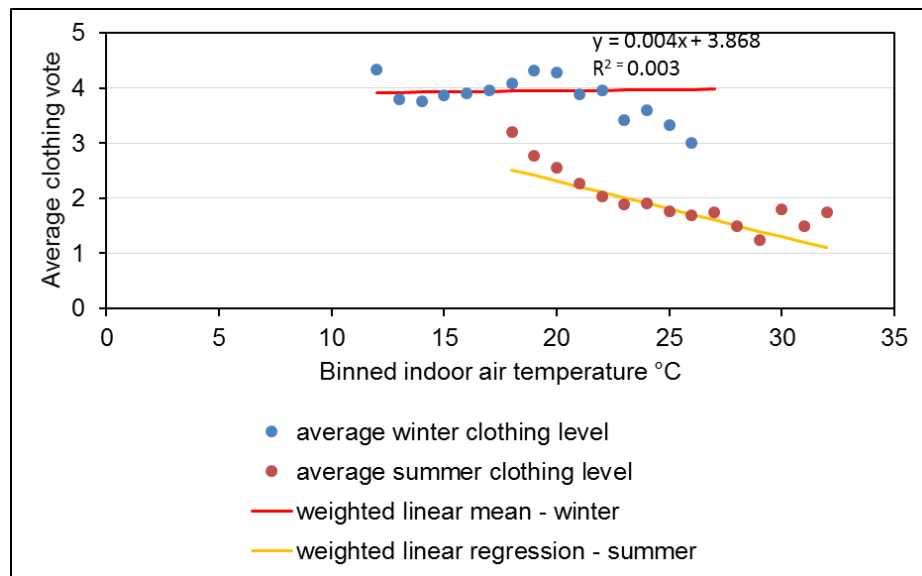 y = 0.004x + 3.868
R² = 0.003
5
4
3
2
1
0
Average clothing vote
0 5 10 15 20 25 30 35
Binned indoor air temperature °C
average winter clothing level
average summer clothing level
weighted linear mean - winter
weighted linear regression - summer